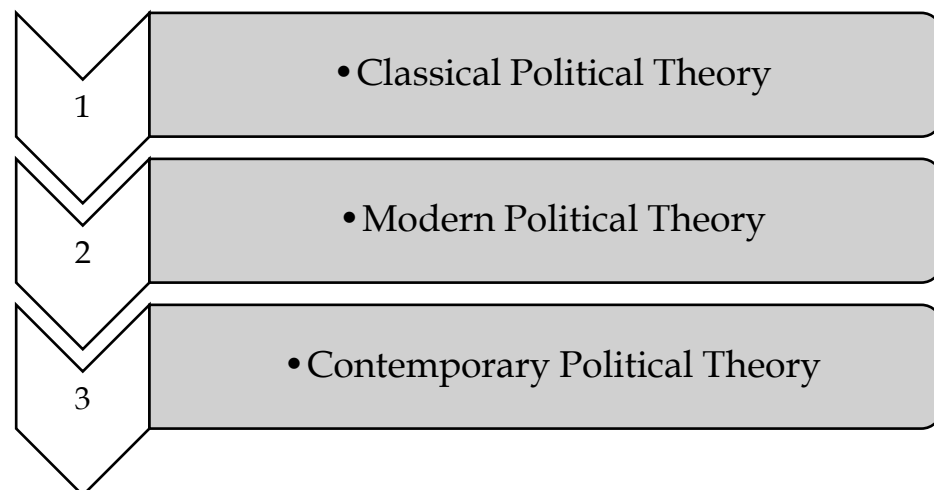 1
•Classical Political Theory
2
•Modern Political Theory
3
•Contemporary Political Theory